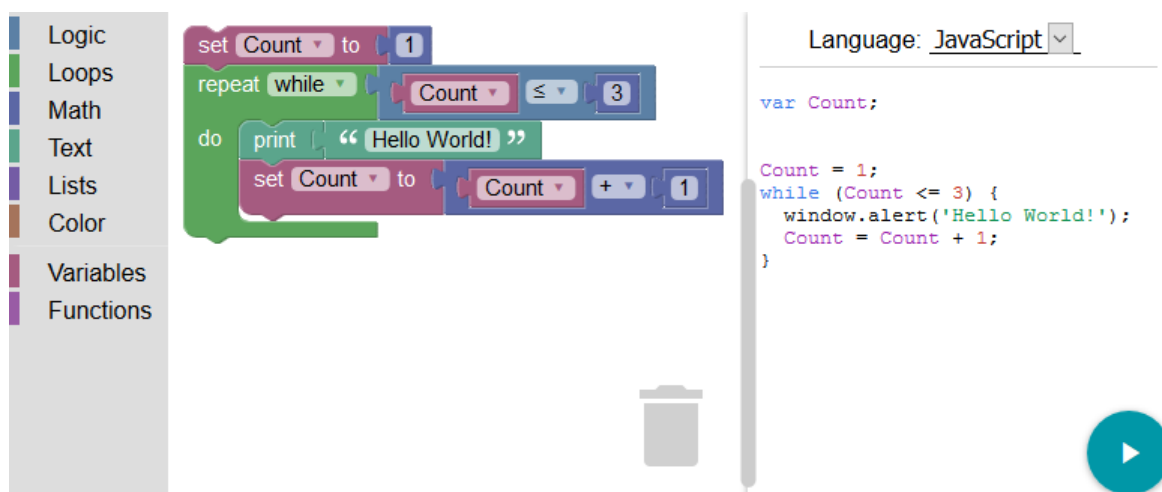 Logic
Loops
Math
Text
Lists
Color
Variables
Functions
set Count to 1
repeat while Count ≤ 3
do print “ Hello World! ”
set Count to Count + 1
Language: JavaScript
var Count;
Count = 1;
while (Count <= 3) {
window.alert('Hello World!');
Count = Count + 1;
}